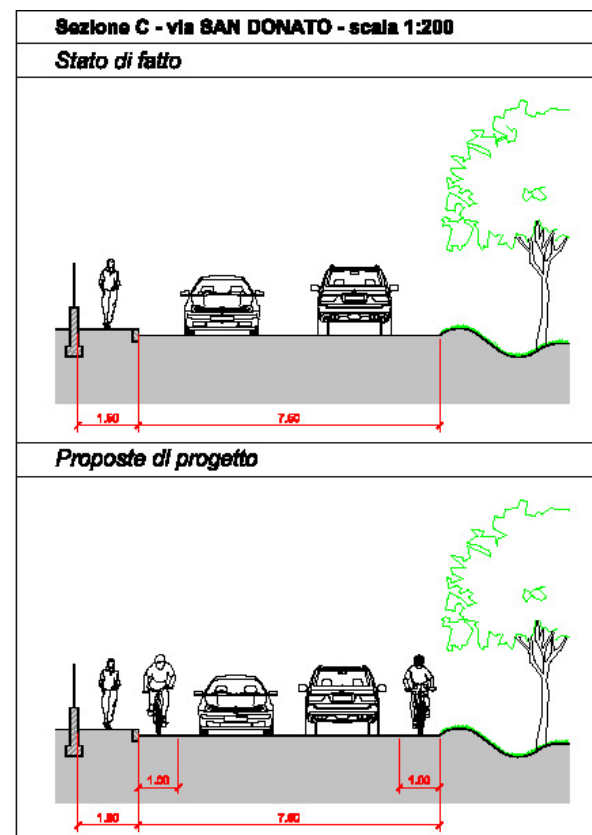 Sezione C - via SAN DONATO - scala 1:200
Stato di fatto
1.50
7.50
Proposte di progetto
1.00
1.00
1.50
7.50